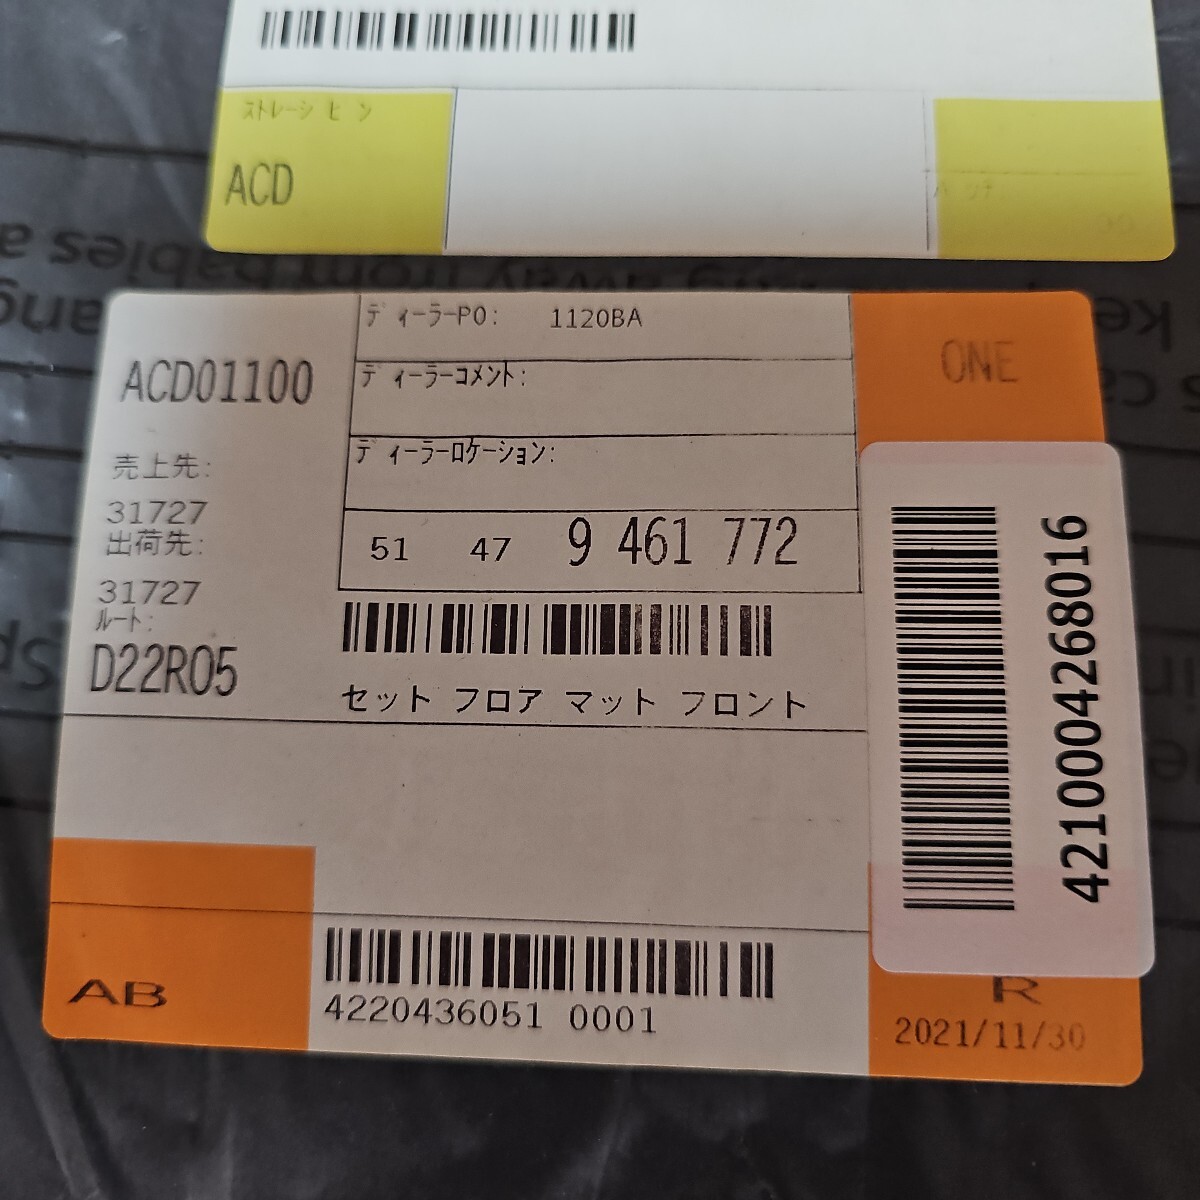 ストレーシ ヒ ン
ACD
ACD01100
ディーラーPO: 1120BA
ディーラーコメント:
ディーラーロケーション:
ONE
売上先:
31727
出荷先:
31727
ルート:
D22R05
51 47 9 461 772
セット フロア マット フロント
4210004268016
AB
4220436051 0001
R
2021/11/30